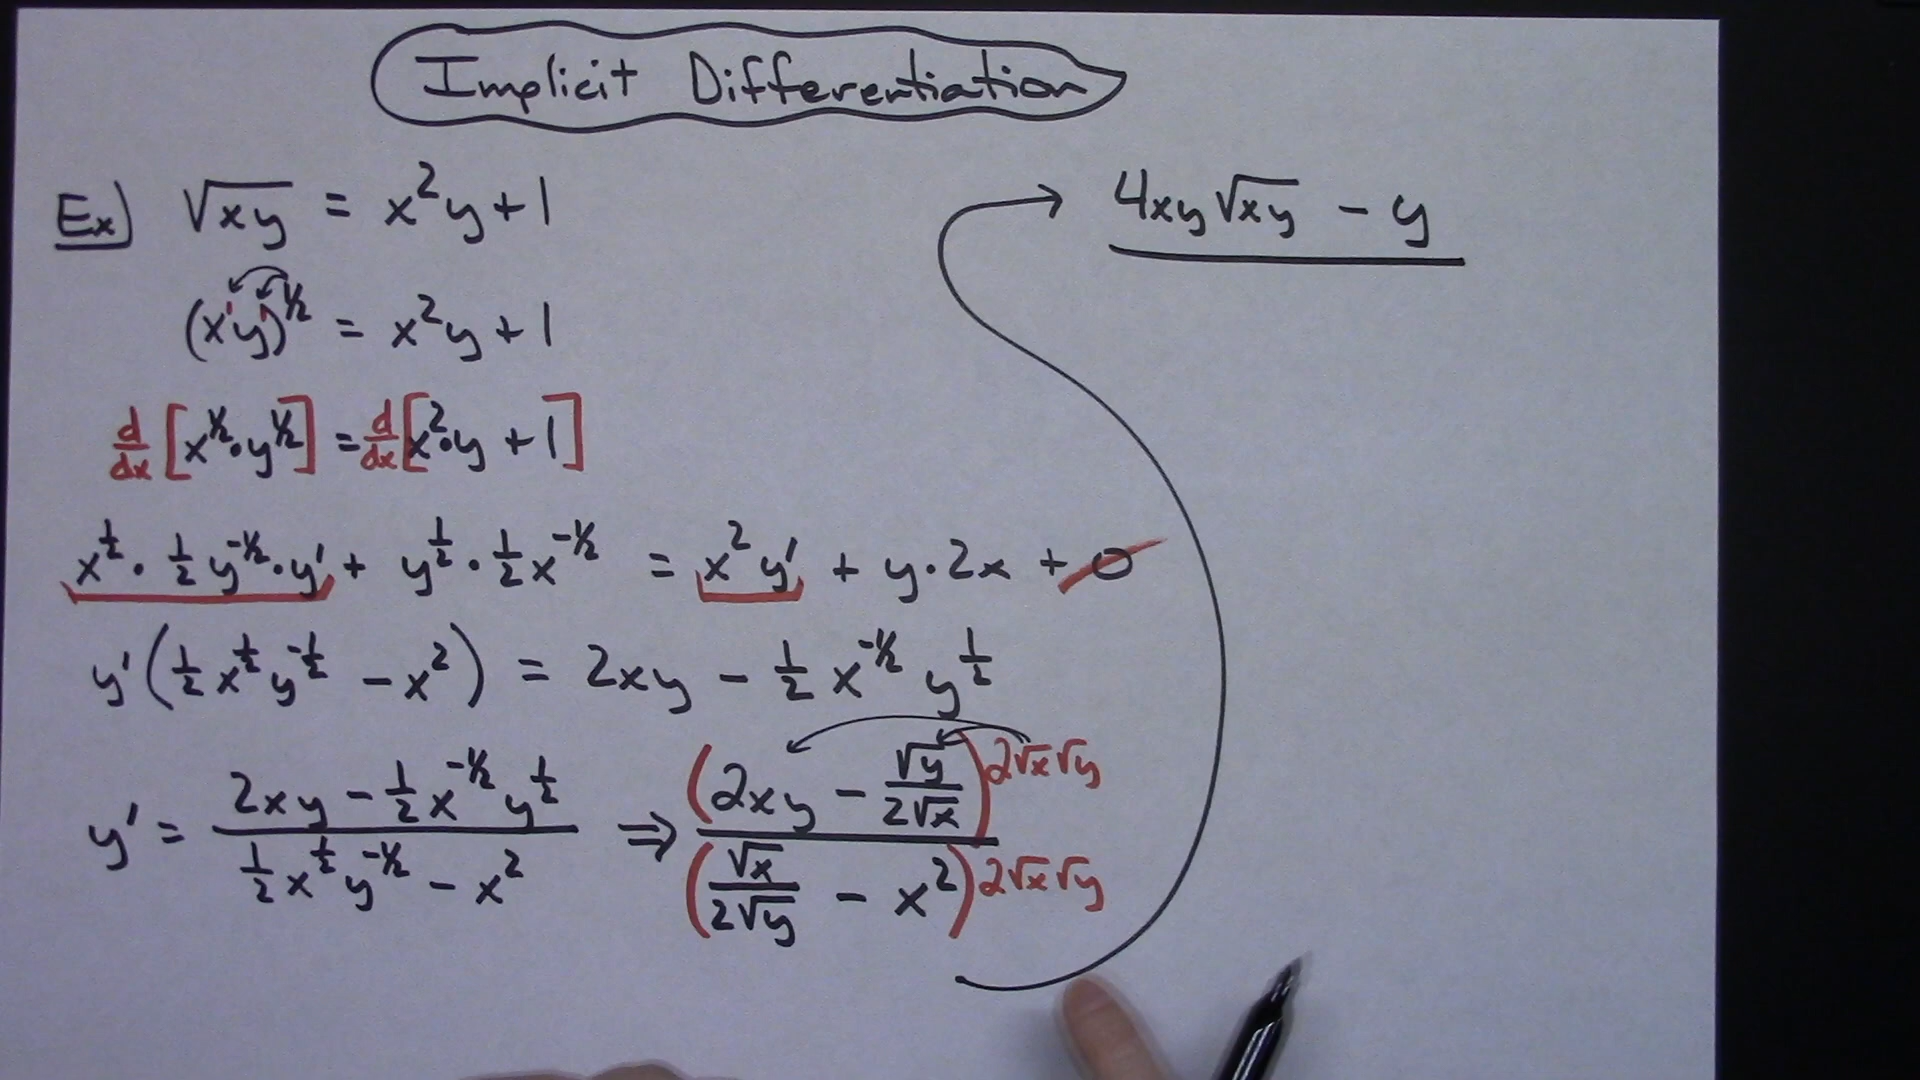 Implicit Differentiation
Ex) √xy = x²y + 1
(x¹y¹)^½ = x²y + 1
d/dx [x^½ · y^½] = d/dx [x² · y + 1]
x^½ · ½ y^-½ · y' + y^½ · ½ x^-½ = x² y' + y · 2x + 0
y' (½ x^½ y^-½ - x²) = 2xy - ½ x^-½ y^½
y' = (2xy - ½ x^-½ y^½) / (½ x^½ y^-½ - x²) ⇒ (2xy - √y / 2√x) 2√x√y / (√x / 2√y - x²) 2√x√y
→ 4xy√xy - y